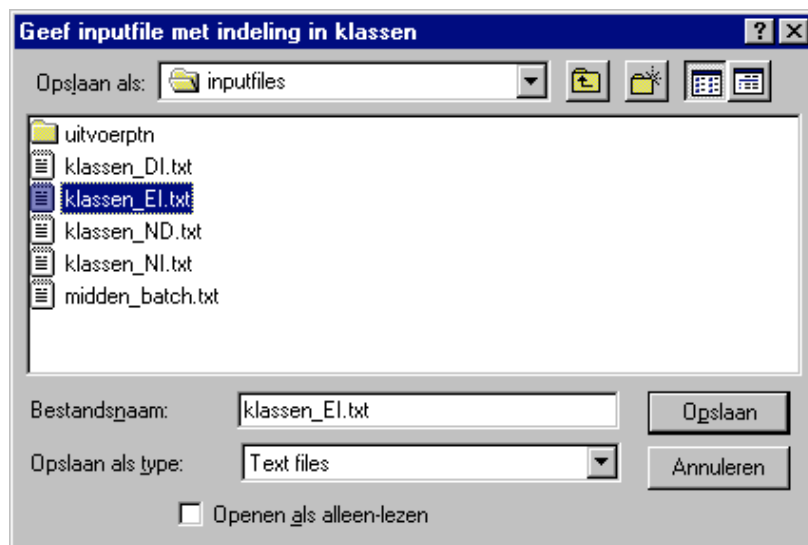 Geef inputfile met indeling in klassen
Opslaan als: inputfiles
uitvoerptn
klassen_DI.txt
klassen_EI.txt
klassen_ND.txt
klassen_NI.txt
midden_batch.txt
Bestandsnaam: klassen_EI.txt Opslaan
Opslaan als type: Text files Annuleren
Openen als alleen-lezen